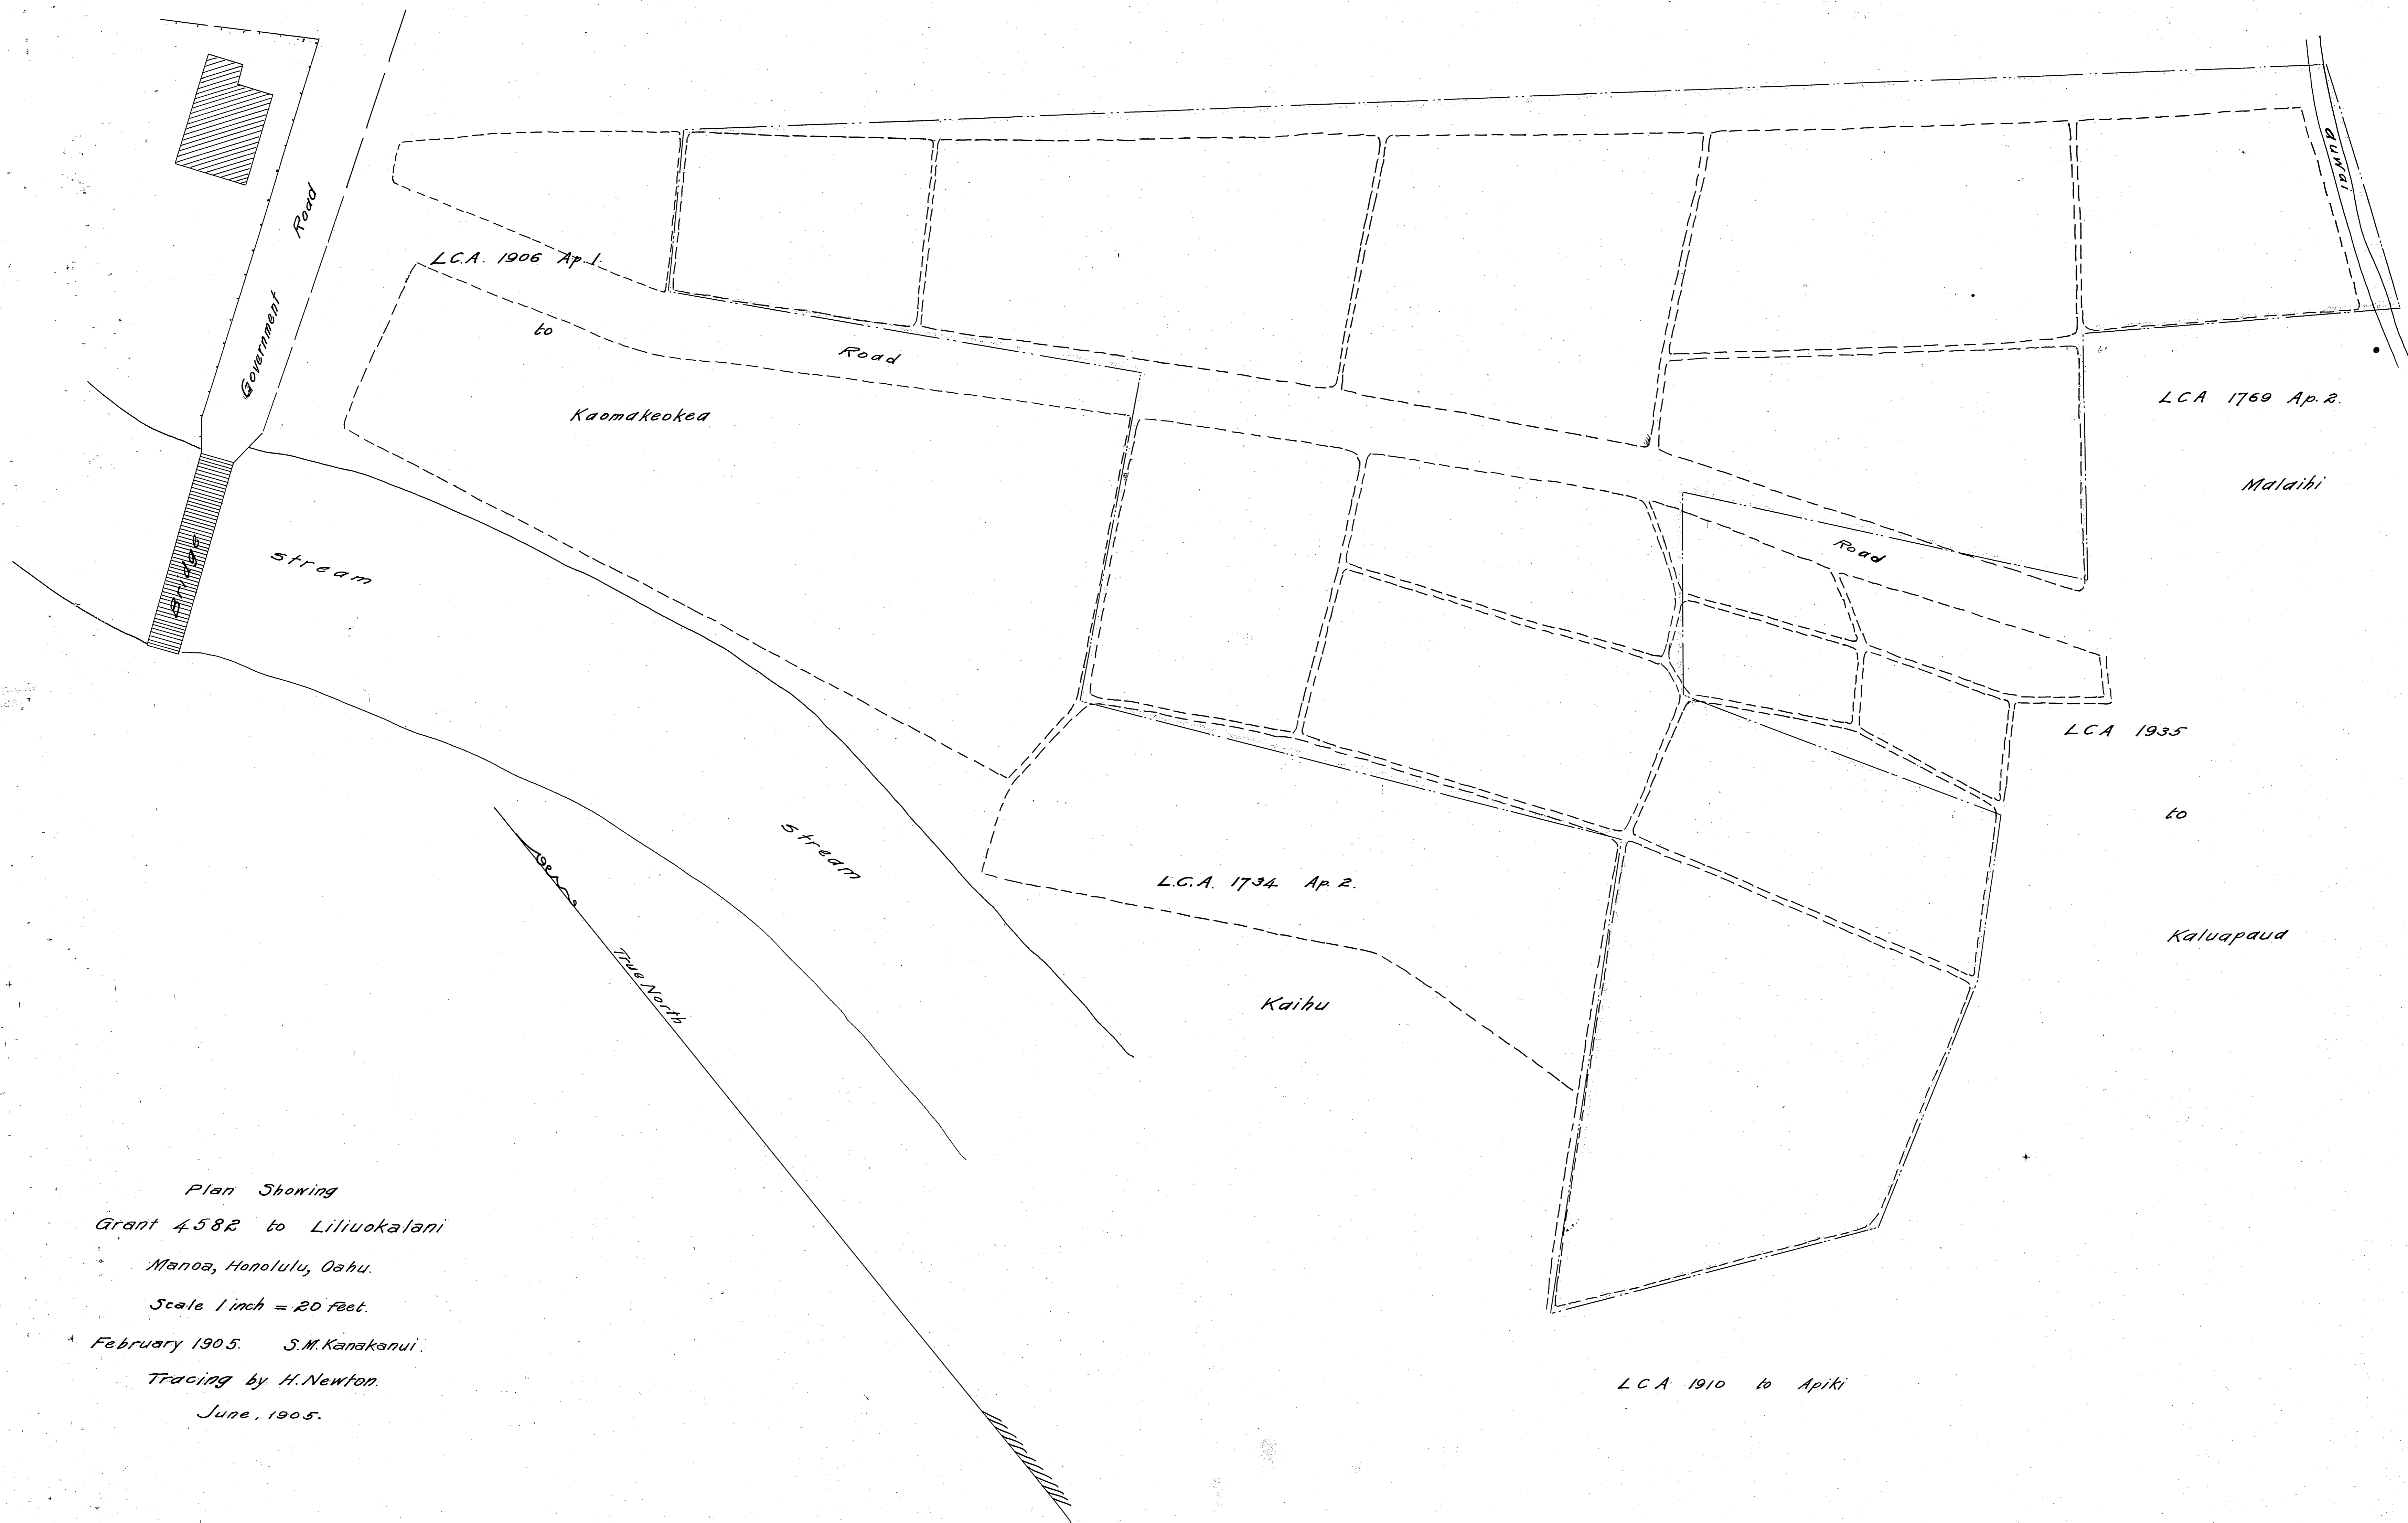 Government Road
auwai
L.C.A. 1906 Ap. 1.
to
Kaomakeokea
Road
LCA 1769 Ap. 2.
Malaihi
Bridge
stream
Road
LCA 1935
to
Kaluapaua
stream
L.C.A. 1734 Ap. 2.
Kaihu
True North
Plan Showing
Grant 4582 to Liliuokalani
Manoa, Honolulu, Oahu.
Scale 1 inch = 20 feet.
February 1905. S.M. Kanakanui.
Tracing by H. Newton.
June, 1905.
LCA 1910 to Apiki